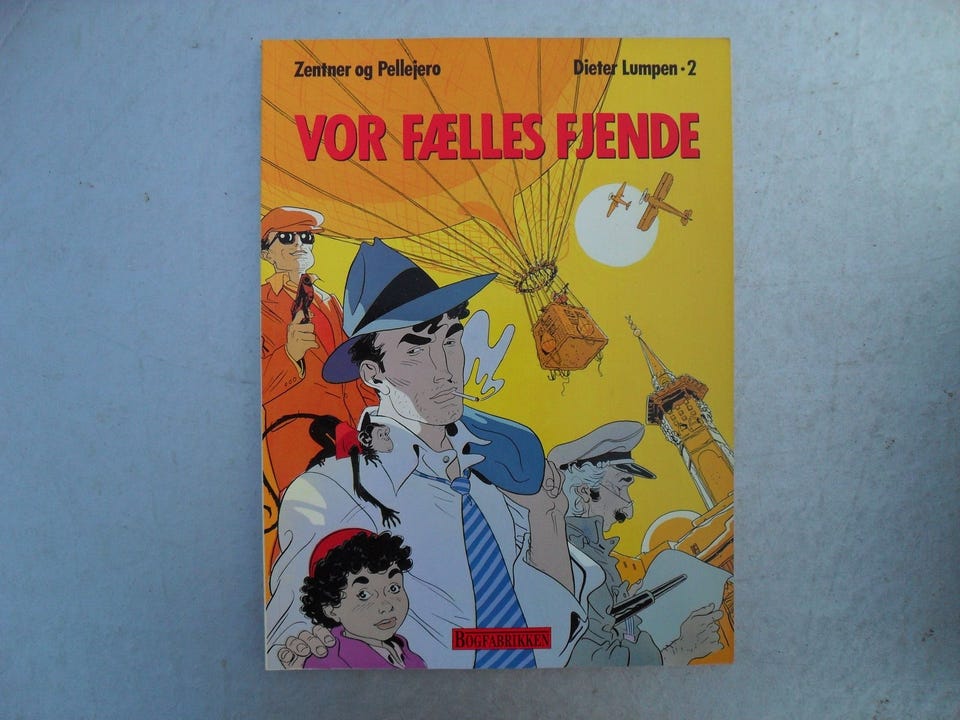 Zentner og Pellejero
Dieter Lumpen·2
VOR FÆLLES FJENDE
BOGFABRIKKEN